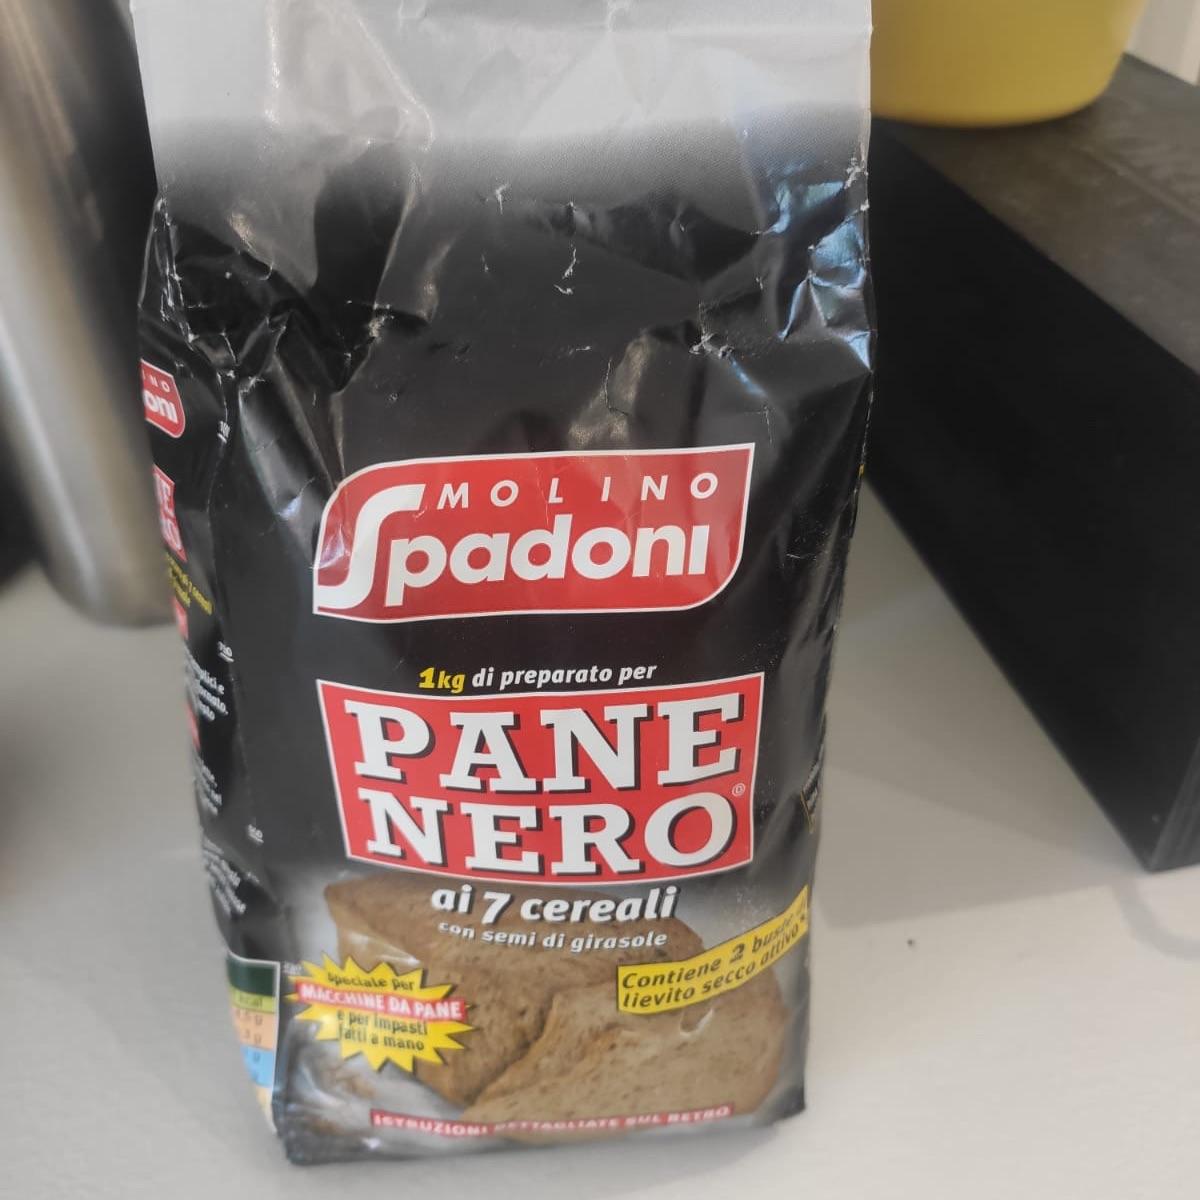 MOLINO
Spadoni
1kg di preparato per
PANE
NERO
ai 7 cereali
con semi di girasole
Contiene 2 buste di
lievito secco attivo*
speciale per
MACCHINE DA PANE
e per impasti
fatti a mano
ISTRUZIONI DETTAGLIATE SUL RETRO